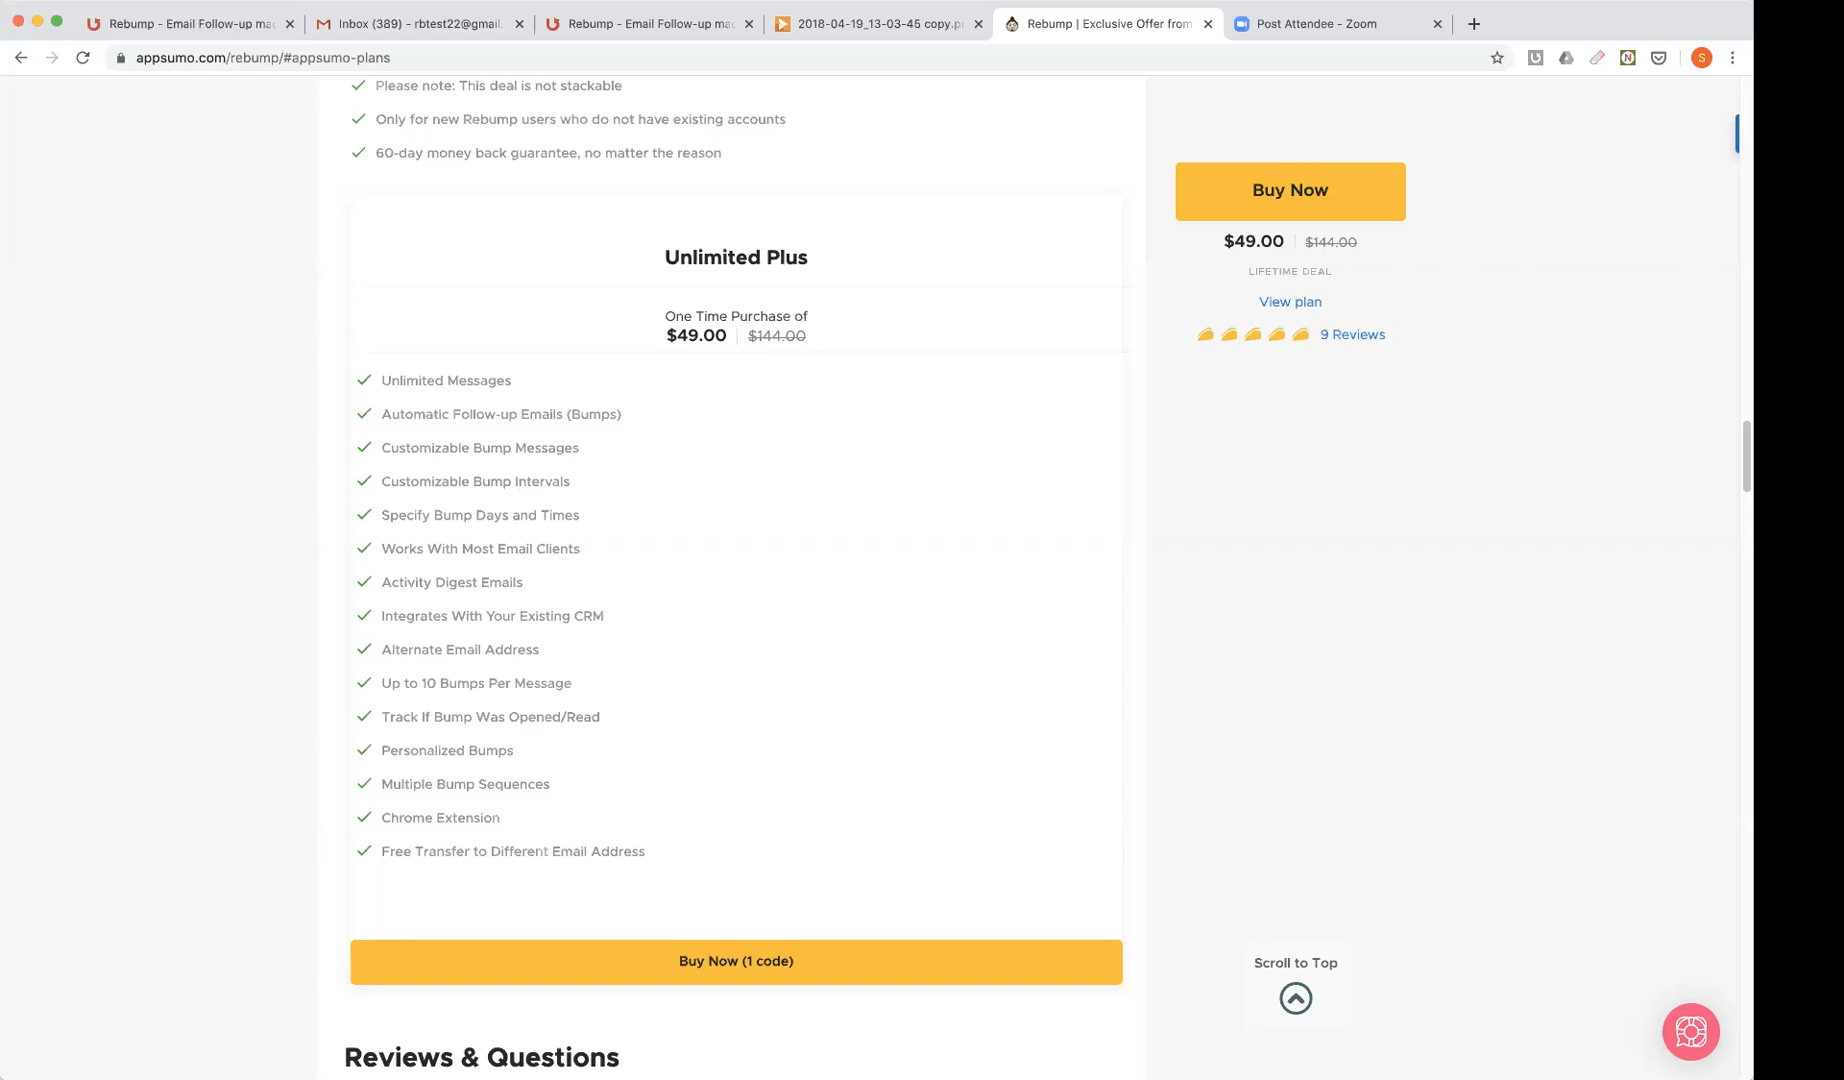 Rebump - Email Follow-up mac
Inbox (389) - rbtest22@gmail.
Rebump - Email Follow-up mac
2018-04-19_13-03-45 copy.p
Rebump | Exclusive Offer from
Post Attendee - Zoom
appsumo.com/rebump/#appsumo-plans
S
Please note: This deal is not stackable
Only for new Rebump users who do not have existing accounts
60-day money back guarantee, no matter the reason
Unlimited Plus
One Time Purchase of
$49.00 $144.00
Unlimited Messages
Automatic Follow-up Emails (Bumps)
Customizable Bump Messages
Customizable Bump Intervals
Specify Bump Days and Times
Works With Most Email Clients
Activity Digest Emails
Integrates With Your Existing CRM
Alternate Email Address
Up to 10 Bumps Per Message
Track If Bump Was Opened/Read
Personalized Bumps
Multiple Bump Sequences
Chrome Extension
Free Transfer to Different Email Address
Buy Now (1 code)
Reviews & Questions
Buy Now
$49.00 $144.00
LIFETIME DEAL
View plan
9 Reviews
Scroll to Top